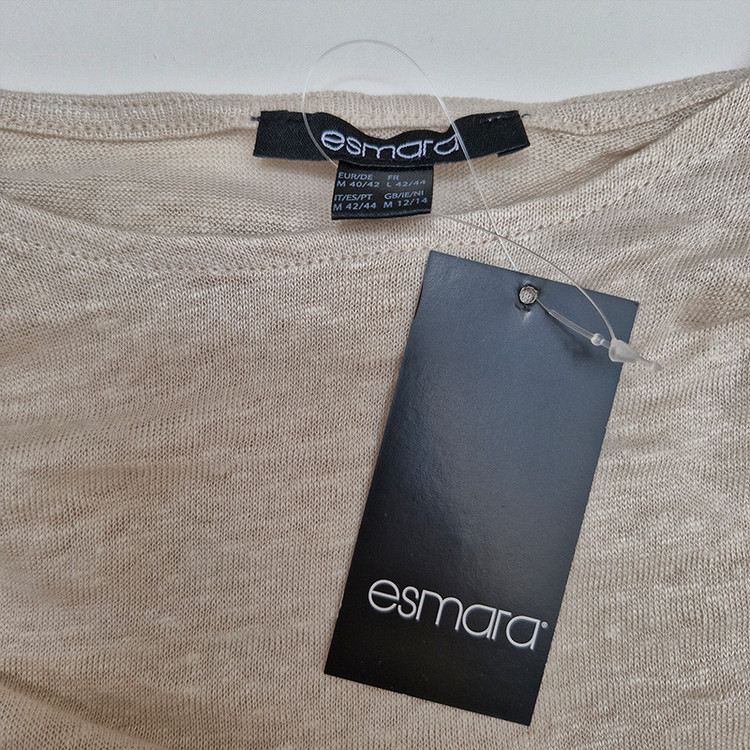 esmara
EUR/DE FR
M 40/42 L 42/44
IT/ES/PT GB/IE/NI
M 42/44 M 12/14
esmara®